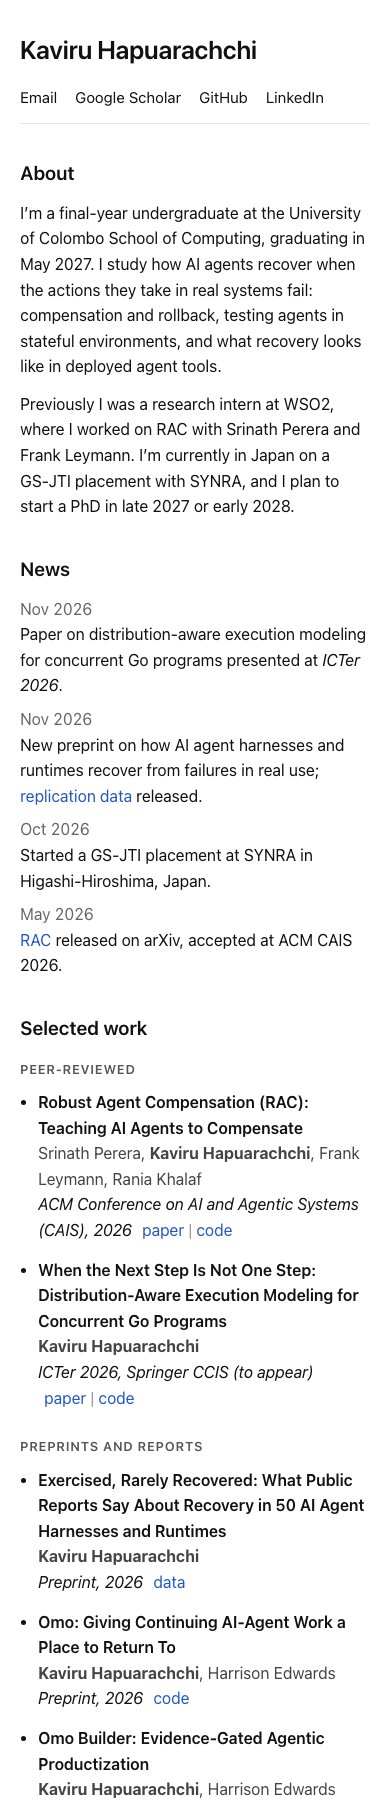 Kaviru Hapuarachchi
Email Google Scholar GitHub LinkedIn
About
I'm a final-year undergraduate at the University
of Colombo School of Computing, graduating in
May 2027. I study how AI agents recover when
the actions they take in real systems fail:
compensation and rollback, testing agents in
stateful environments, and what recovery looks
like in deployed agent tools.
Previously I was a research intern at WSO2,
where I worked on RAC with Srinath Perera and
Frank Leymann. I'm currently in Japan on a
GS-JTI placement with SYNRA, and I plan to
start a PhD in late 2027 or early 2028.
News
Nov 2026
Paper on distribution-aware execution modeling
for concurrent Go programs presented at ICTer
2026.
Nov 2026
New preprint on how AI agent harnesses and
runtimes recover from failures in real use;
replication data released.
Oct 2026
Started a GS-JTI placement at SYNRA in
Higashi-Hiroshima, Japan.
May 2026
RAC released on arXiv, accepted at ACM CAIS
2026.
Selected work
PEER-REVIEWED
• Robust Agent Compensation (RAC):
Teaching AI Agents to Compensate
Srinath Perera, Kaviru Hapuarachchi, Frank
Leymann, Rania Khalaf
ACM Conference on AI and Agentic Systems
(CAIS), 2026 paper | code
• When the Next Step Is Not One Step:
Distribution-Aware Execution Modeling for
Concurrent Go Programs
Kaviru Hapuarachchi
ICTer 2026, Springer CCIS (to appear)
paper | code
PREPRINTS AND REPORTS
• Exercised, Rarely Recovered: What Public
Reports Say About Recovery in 50 AI Agent
Harnesses and Runtimes
Kaviru Hapuarachchi
Preprint, 2026 data
• Omo: Giving Continuing AI-Agent Work a
Place to Return To
Kaviru Hapuarachchi, Harrison Edwards
Preprint, 2026 code
• Omo Builder: Evidence-Gated Agentic
Productization
Kaviru Hapuarachchi, Harrison Edwards